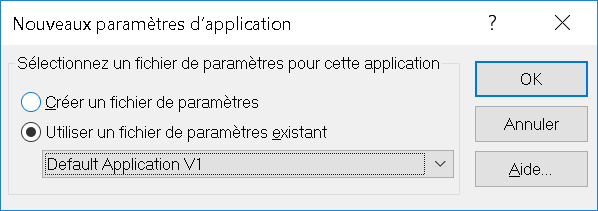 Nouveaux paramètres d’application
?
Sélectionnez un fichier de paramètres pour cette application
Créer un fichier de paramètres
Utiliser un fichier de paramètres existant
Default Application V1
OK
Annuler
Aide...